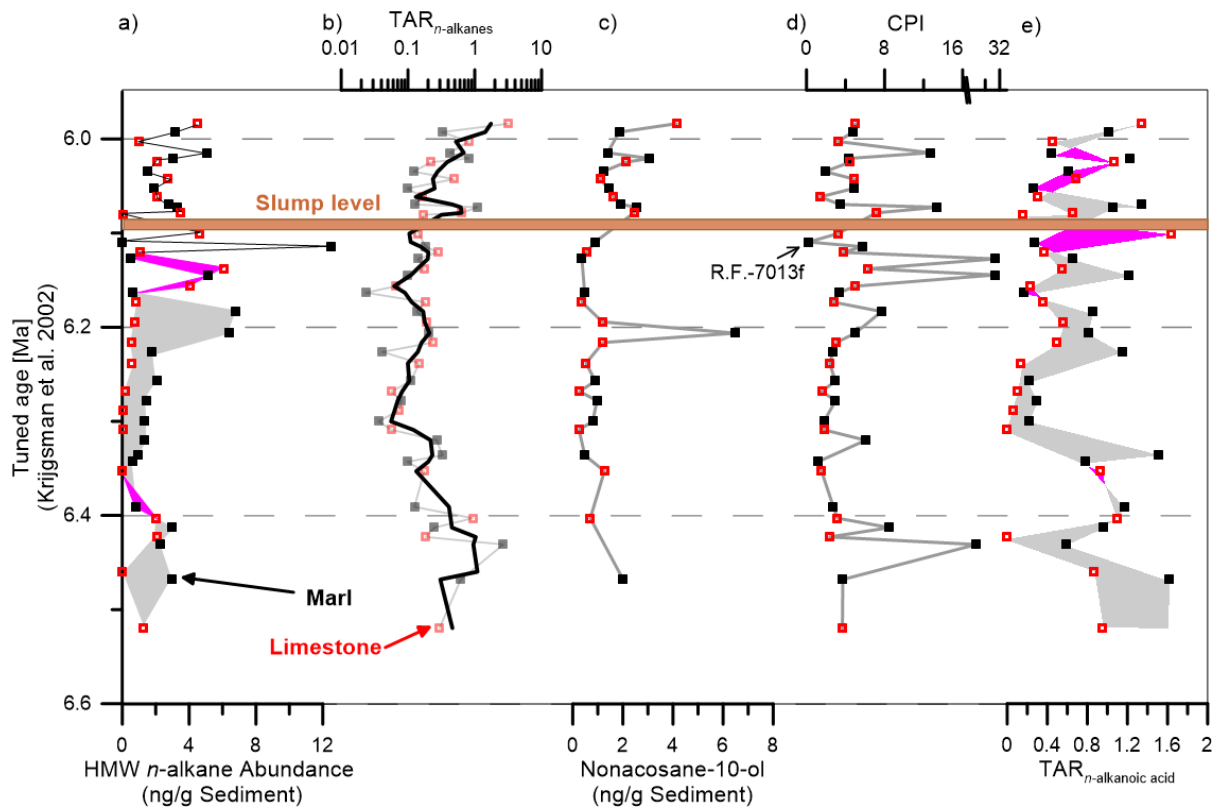 a)
b)
TARn-alkanes
0.01 0.1 1 10
c)
d)
CPI
0 8 16 32
e)
Tuned age [Ma]
(Krijgsman et al. 2002)
6.0
6.2
6.4
6.6
Slump level
R.F.-7013f
Marl
Limestone
0 4 8 12
HMW n-alkane Abundance
(ng/g Sediment)
0 2 4 6 8
Nonacosane-10-ol
(ng/g Sediment)
0 0.4 0.8 1.2 1.6 2
TARn-alkanoic acid